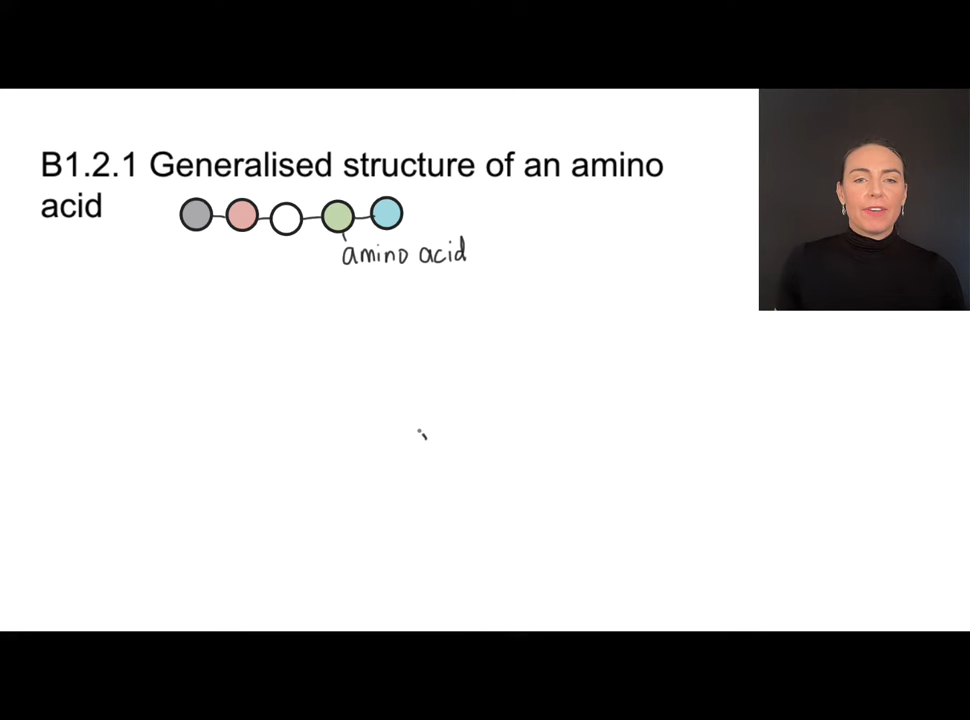 B1.2.1 Generalised structure of an amino
acid
amino acid